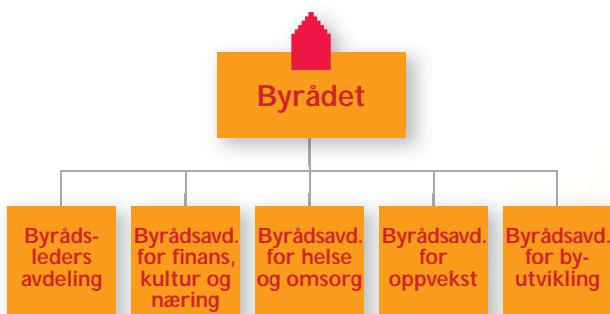 Byrådet
Byråds-
leders
avdeling
Byrådsavd.
for finans,
kultur og
næring
Byrådsavd.
for helse
og omsorg
Byrådsavd.
for
oppvekst
Byrådsavd.
for by-
utvikling